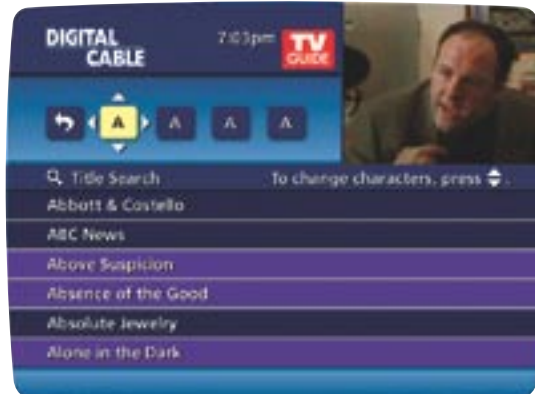 DIGITAL
CABLE
7:03pm
TV
GUIDE
A A A A
Title Search To change characters, press .
Abbott & Costello
ABC News
Above Suspicion
Absence of the Good
Absolute Jewelry
Alone in the Dark